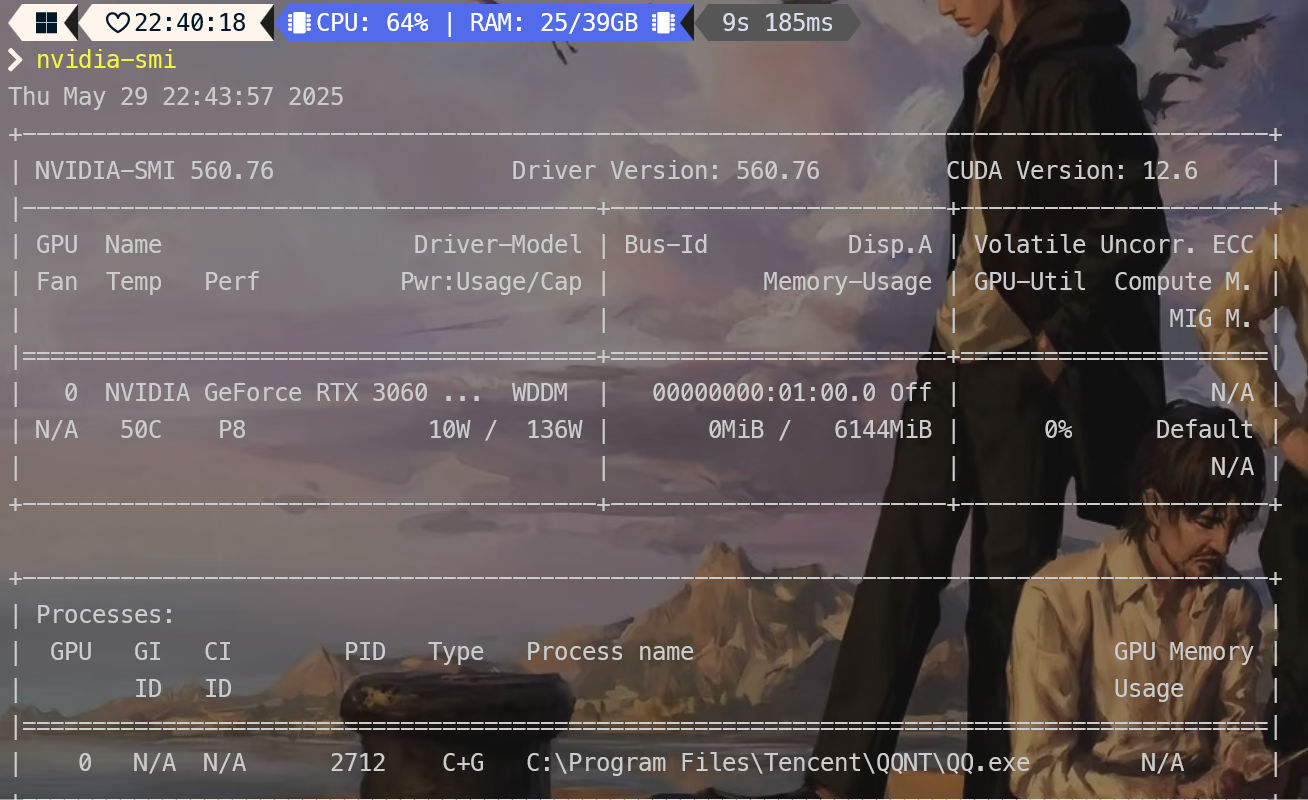 22:40:18 CPU: 64% | RAM: 25/39GB 9s 185ms
❯ nvidia-smi
Thu May 29 22:43:57 2025
+-----------------------------------------------------------------------------------------+
| NVIDIA-SMI 560.76                 Driver Version: 560.76         CUDA Version: 12.6     |
|-----------------------------------------+------------------------+----------------------+
| GPU  Name                  Driver-Model | Bus-Id          Disp.A | Volatile Uncorr. ECC |
| Fan  Temp   Perf          Pwr:Usage/Cap |           Memory-Usage | GPU-Util  Compute M. |
|                                         |                        |               MIG M. |
|=========================================+========================+======================|
|   0  NVIDIA GeForce RTX 3060 ...  WDDM  |   00000000:01:00.0 Off |                  N/A |
| N/A   50C    P8             10W /  136W |       0MiB /   6144MiB |      0%      Default |
|                                         |                        |                  N/A |
+-----------------------------------------+------------------------+----------------------+

+-----------------------------------------------------------------------------------------+
| Processes:                                                                              |
|  GPU   GI   CI        PID   Type   Process name                              GPU Memory |
|        ID   ID                                                               Usage      |
|=========================================================================================|
|    0   N/A  N/A      2712    C+G   C:\Program Files\Tencent\QQNT\QQ.exe        N/A      |